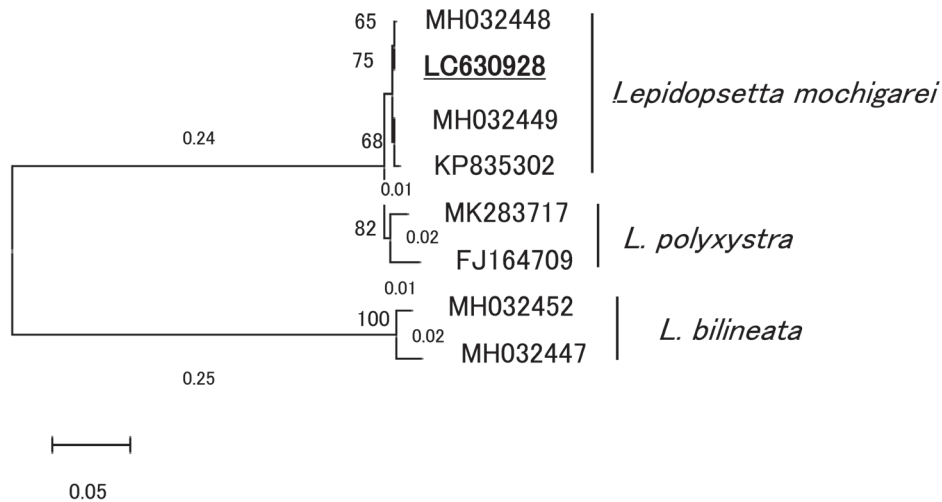 65
MH032448
75
LC630928
Lepidopsetta mochigarei
MH032449
0.24
68
KP835302
0.01
MK283717
82
0.02
L. polyxystra
FJ164709
0.01
MH032452
100
0.02
L. bilineata
MH032447
0.25
0.05